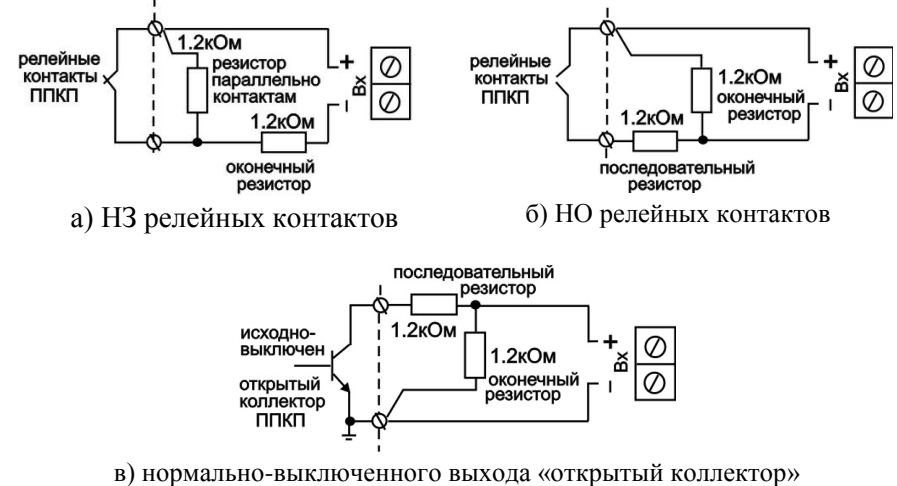 1.2кОм
релейные
контакты
ППКП
резистор
параллельно
контактам
+
Вх
–
1.2кОм
оконечный
резистор
а) НЗ релейных контактов
релейные
контакты
ППКП
1.2кОм
оконечный
резистор
+
Вх
–
1.2кОм
последовательный
резистор
б) НО релейных контактов
последовательный
резистор
1.2кОм
исходно-
выключен
открытый
коллектор
ППКП
1.2кОм
оконечный
резистор
+
Вх
–
в) нормально-выключенного выхода «открытый коллектор»